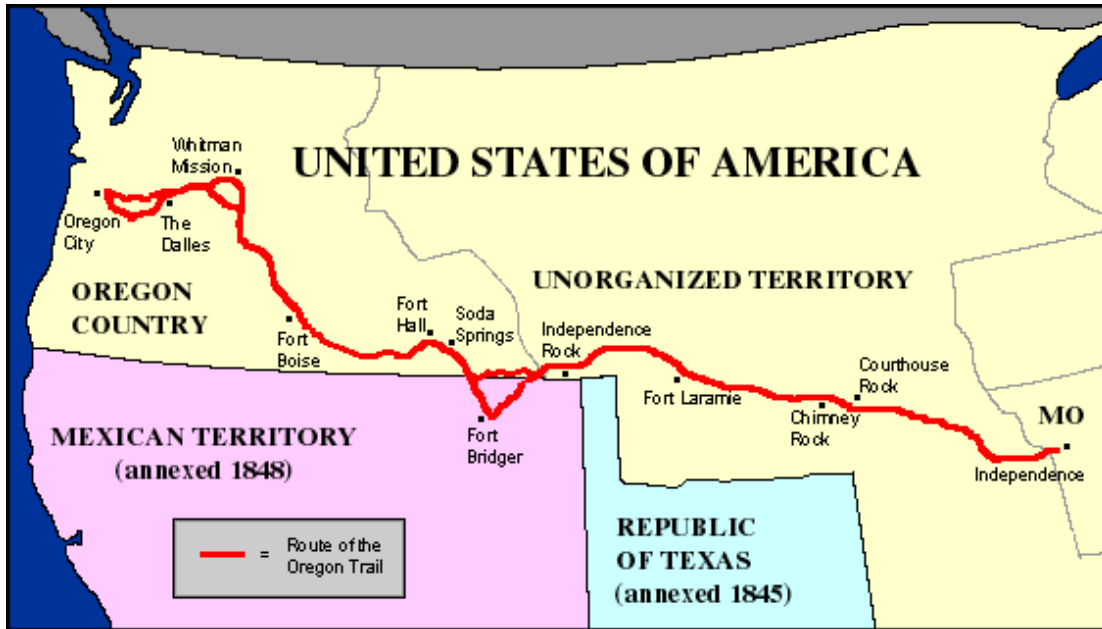 Whitman
Mission
UNITED STATES OF AMERICA
Oregon
City
The
Dalles
OREGON
COUNTRY
UNORGANIZED TERRITORY
Fort
Hall
Soda
Springs
Independence
Rock
Fort
Boise
Courthouse
Rock
Fort Laramie
Chimney
Rock
MO
Independence
Fort
Bridger
MEXICAN TERRITORY
(annexed 1848)
REPUBLIC
OF TEXAS
(annexed 1845)
= Route of the
Oregon Trail